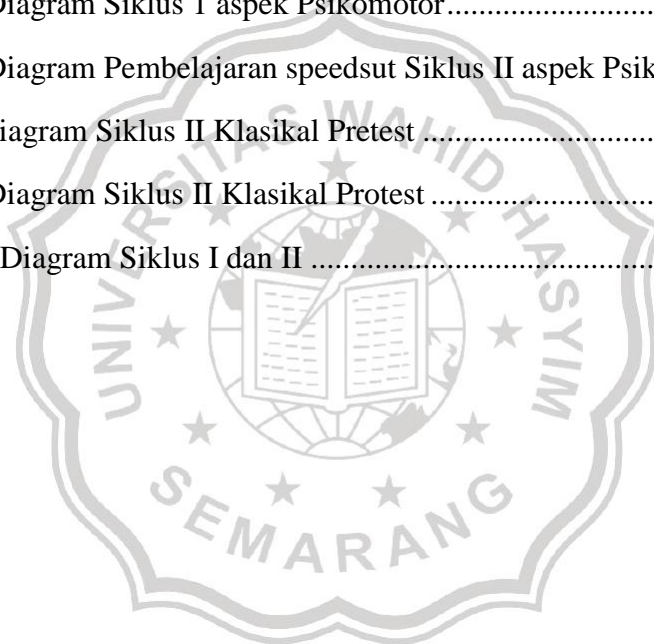 Diagram Siklus 1 aspek Psikomotor..........................
Diagram Pembelajaran speedsut Siklus II aspek
Diagram Siklus II Klasikal Pretest ..........................
Diagram Siklus II Klasikal Protest ..........................
Diagram Siklus I dan II ..........................................
UNIVERSITAS WAHID HASYIM
SEMARANG